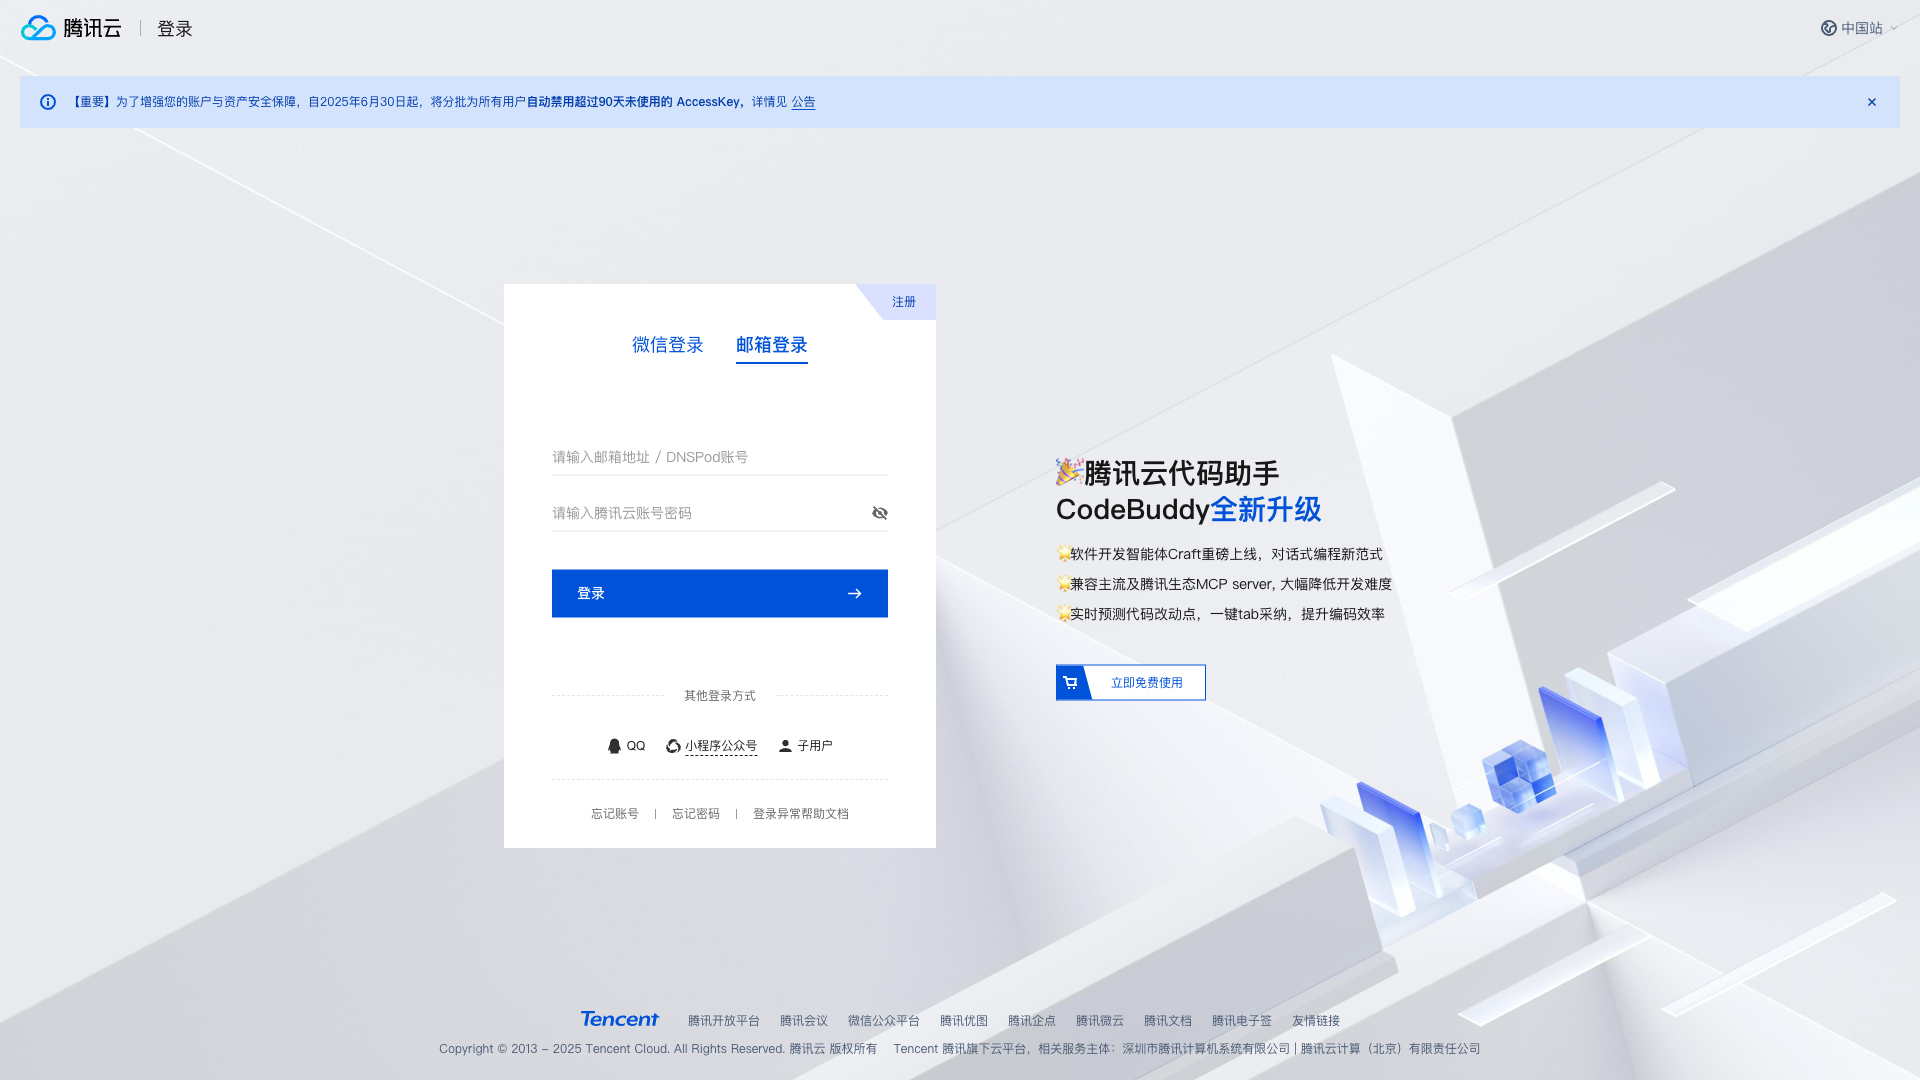 腾讯云
登录
中国站
【重要】为了增强您的账户与资产安全保障，自2025年6月30日起，将分批为所有用户自动禁用超过90天未使用的 AccessKey，详情见 公告
注册
微信登录 邮箱登录
请输入邮箱地址 / DNSPod账号
请输入腾讯云账号密码
登录
其他登录方式
QQ 小程序公众号 子用户
忘记账号 | 忘记密码 | 登录异常帮助文档
🎉腾讯云代码助手
CodeBuddy全新升级
🌟软件开发智能体Craft重磅上线，对话式编程新范式
🌟兼容主流及腾讯生态MCP server, 大幅降低开发难度
🌟实时预测代码改动点，一键tab采纳，提升编码效率
立即免费使用
Tencent 腾讯开放平台 腾讯会议 微信公众平台 腾讯优图 腾讯企点 腾讯微云 腾讯文档 腾讯电子签 友情链接
Copyright © 2013 - 2025 Tencent Cloud. All Rights Reserved. 腾讯云 版权所有 Tencent 腾讯旗下云平台，相关服务主体：深圳市腾讯计算机系统有限公司 | 腾讯云计算（北京）有限责任公司